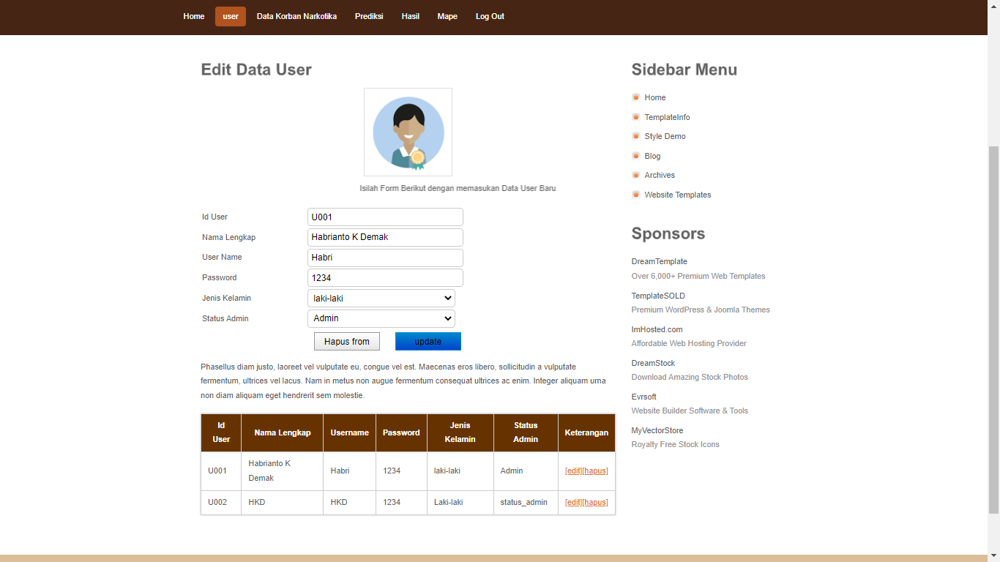 Home user Data Korban Narkotika Prediksi Hasil Mape Log Out
Edit Data User
Isilah Form Berikut dengan memasukan Data User Baru
Id User U001
Nama Lengkap Habrianto K Demak
User Name Habri
Password 1234
Jenis Kelamin laki-laki
Status Admin Admin
Hapus from update
Phasellus diam justo, laoreet vel vulputate eu, congue vel est. Maecenas eros libero, sollicitudin a vulputate
fermentum, ultrices vel lacus. Nam in metus non augue fermentum consequat ultrices ac enim. Integer aliquam urna
non diam aliquam eget hendrerit sem molestie.
Id User Nama Lengkap Username Password Jenis Kelamin Status Admin Keterangan
U001 Habrianto K Demak Habri 1234 laki-laki Admin [edit][hapus]
U002 HKD HKD 1234 Laki-laki status_admin [edit][hapus]
Sidebar Menu
Home
TemplateInfo
Style Demo
Blog
Archives
Website Templates
Sponsors
DreamTemplate
Over 6,000+ Premium Web Templates
TemplateSOLD
Premium WordPress & Joomla Themes
ImHosted.com
Affordable Web Hosting Provider
DreamStock
Download Amazing Stock Photos
Evrsoft
Website Builder Software & Tools
MyVectorStore
Royalty Free Stock Icons